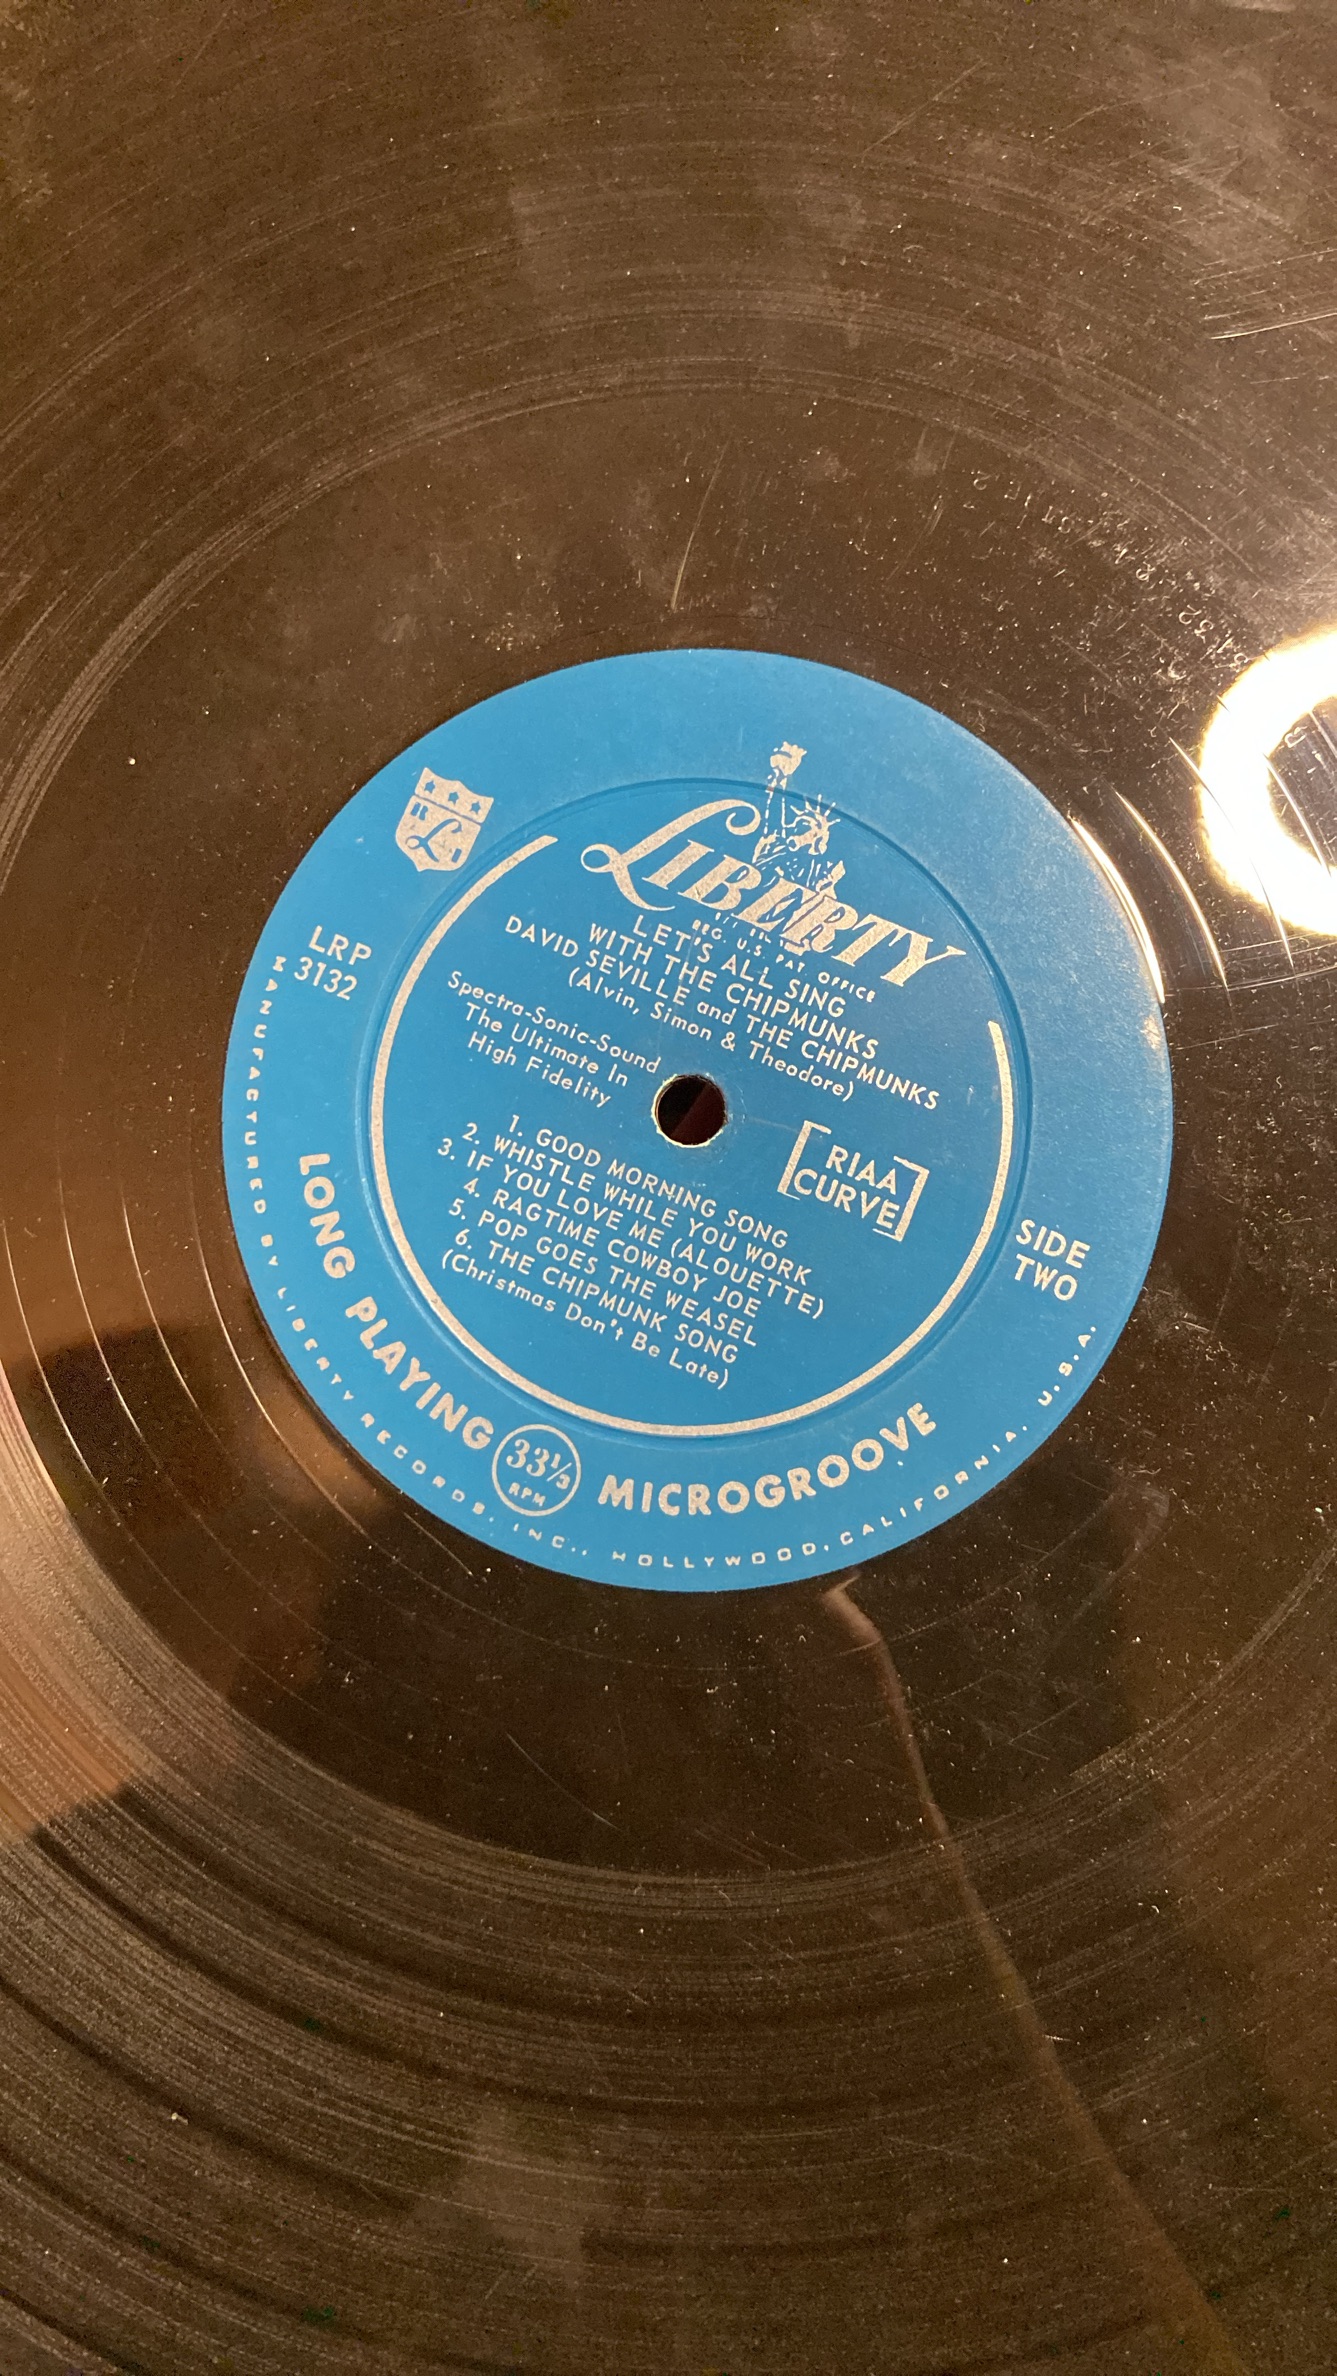 LIBERTY
REG. U.S. PAT. OFFICE
LET'S ALL SING
WITH THE CHIPMUNKS
DAVID SEVILLE and THE CHIPMUNKS
(Alvin, Simon & Theodore)
L
LRP
3132
Spectra-Sonic-Sound
The Ultimate In
High Fidelity
RIAA
CURVE
SIDE
TWO
1. GOOD MORNING SONG
2. WHISTLE WHILE YOU WORK
3. IF YOU LOVE ME (ALOUETTE)
4. RAGTIME COWBOY JOE
5. POP GOES THE WEASEL
6. THE CHIPMUNK SONG
(Christmas Don't Be Late)
LONG PLAYING 33⅓ RPM MICROGROOVE
MANUFACTURED BY LIBERTY RECORDS, INC., HOLLYWOOD, CALIFORNIA, U.S.A.